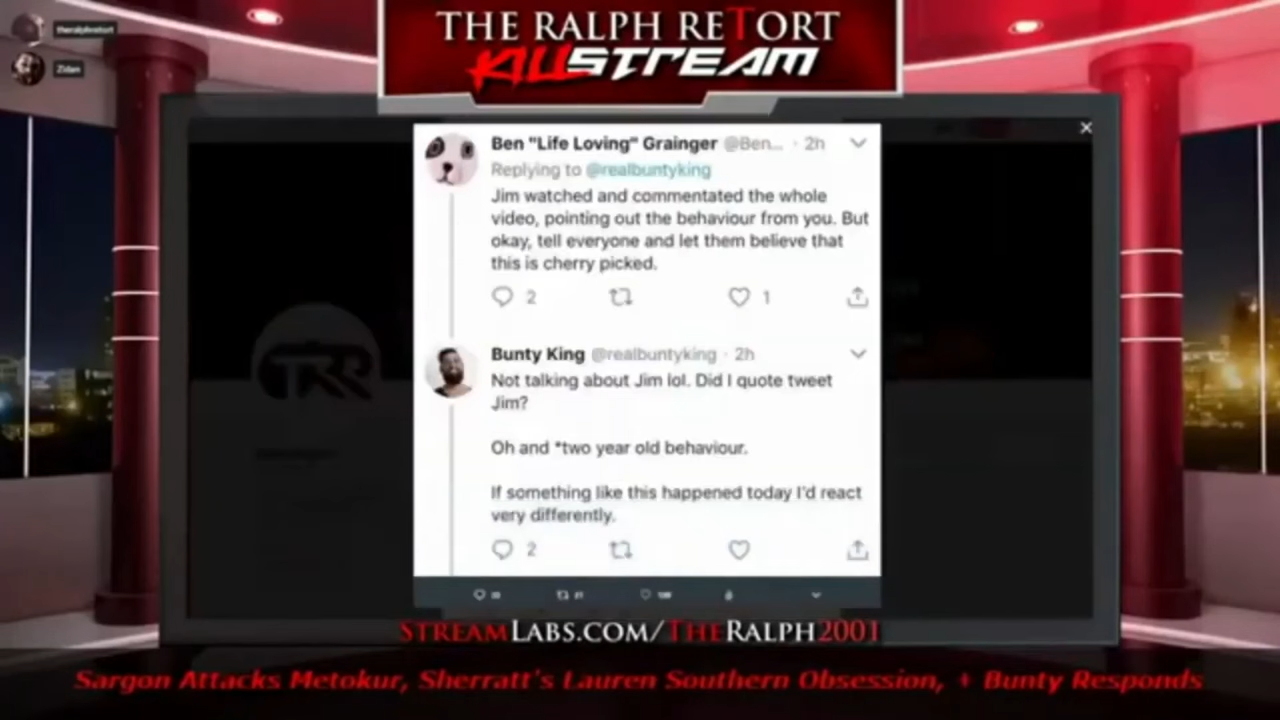 THE RALPH RETORT
KILLSTREAM
theralphretort
Zidan
Ben "Life Loving" Grainger @Ben... · 2h
Replying to @realbuntyking
Jim watched and commentated the whole
video, pointing out the behaviour from you. But
okay, tell everyone and let them believe that
this is cherry picked.
2 1
Bunty King @realbuntyking · 2h
Not talking about Jim lol. Did I quote tweet
Jim?
Oh and *two year old behaviour.
If something like this happened today I'd react
very differently.
2
TRR
STREAMLABS.COM/THERALPH2001
Sargon Attacks Metokur, Sherratt's Lauren Southern Obsession, + Bunty Responds